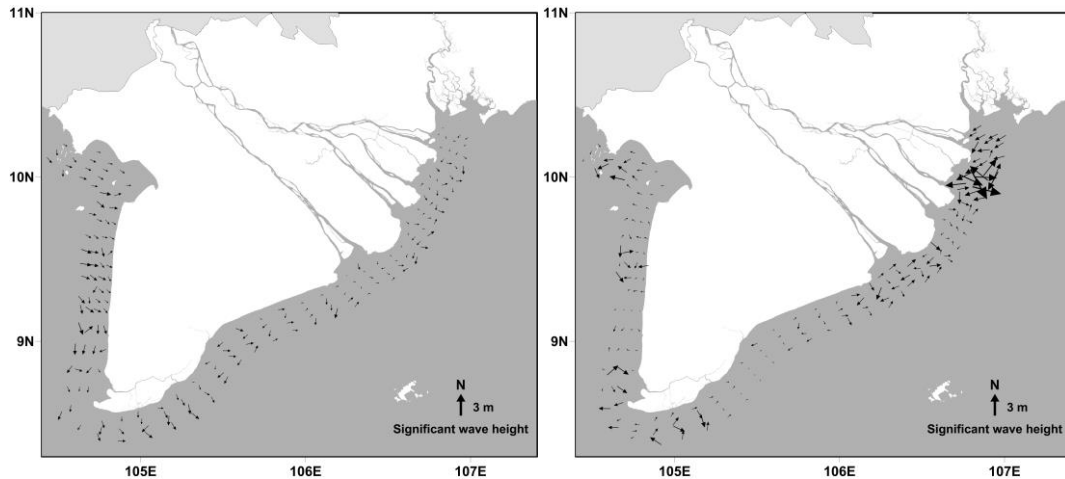 11N
10N
9N
N
3 m
Significant wave height
105E
106E
107E
11N
10N
9N
N
3 m
Significant wave height
105E
106E
107E